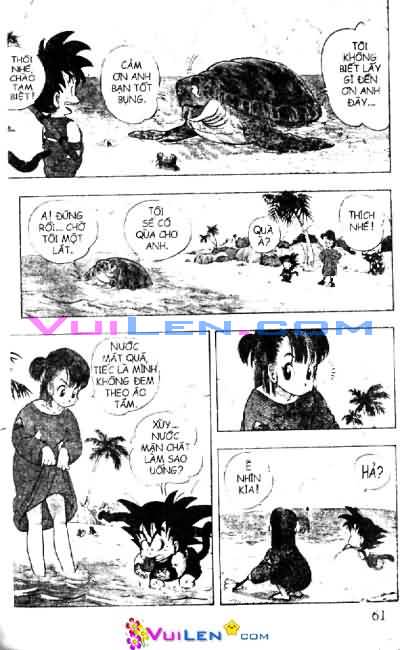 THÔI
NHÉ,
CHÀO
TẠM
BIỆT!
CẢM
ƠN ANH
BẠN TỐT
BỤNG.
TÔI
KHÔNG
BIẾT LẤY
GÌ ĐỀN
ƠN ANH
ĐÂY...
A! ĐÚNG
RỒI... CHỜ
TÔI MỘT
LÁT.
TÔI
SẼ CÓ
QUÀ CHO
ANH.
QUÀ
À?
THÍCH
NHỈ!
NƯỚC
MÁT QUÁ,
TIẾC LÀ MÌNH
KHÔNG ĐEM
THEO ÁO
TẮM.
XÙY...
NƯỚC
MẶN CHÁT
LÀM SAO
UỐNG?
Ê
NHÌN
KÌA!
HẢ?
VUILEN.COM
61
VUILEN.COM